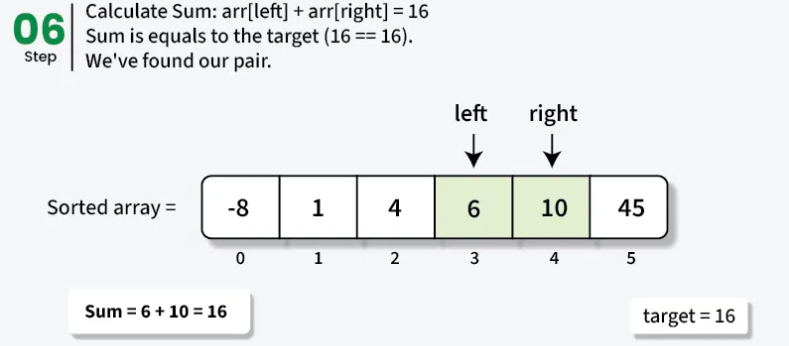 06
Step
Calculate Sum: arr[left] + arr[right] = 16
Sum is equals to the target (16 == 16).
We've found our pair.
left right
Sorted array = -8 1 4 6 10 45
0 1 2 3 4 5
Sum = 6 + 10 = 16
target = 16